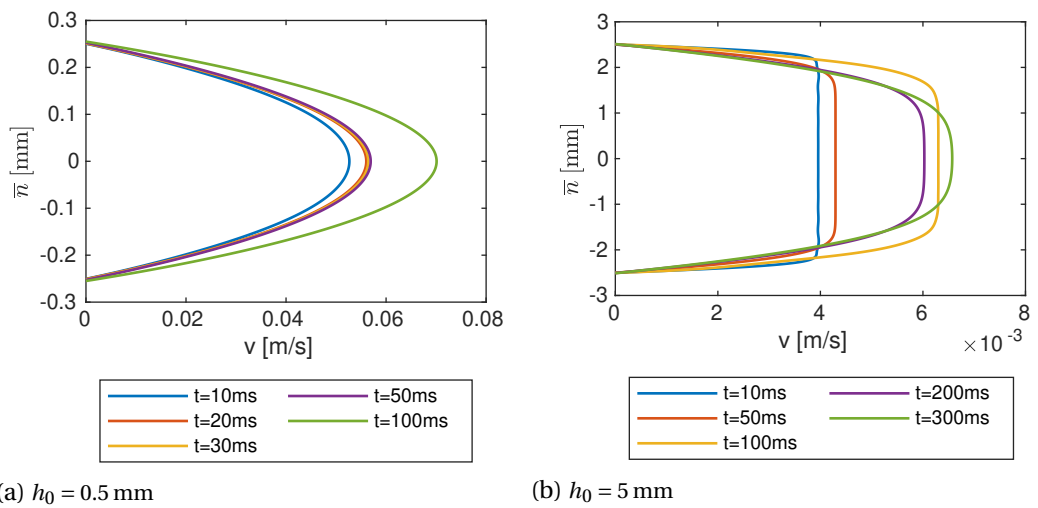 0.3
0.2
0.1
0
-0.1
-0.2
-0.3
n [mm]
0 0.02 0.04 0.06 0.08
v [m/s]
t=10ms t=50ms
t=20ms t=100ms
t=30ms
(a) h0 = 0.5 mm
3
2
1
0
-1
-2
-3
n [mm]
0 2 4 6 8
v [m/s] × 10 -3
t=10ms t=200ms
t=50ms t=300ms
t=100ms
(b) h0 = 5 mm